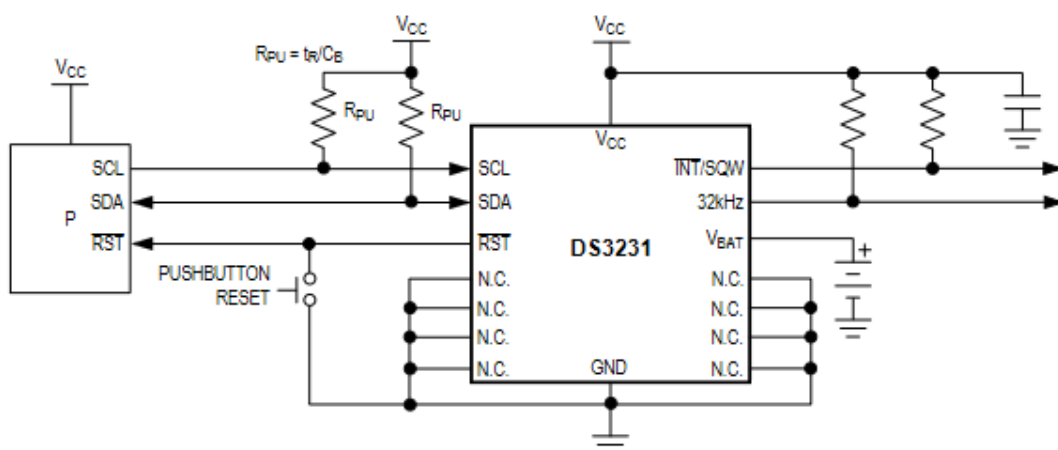 VCC
VCC
VCC
RPU = tR/CB
RPU
RPU
VCC
SCL
SCL
INT/SQW
SDA
SDA
32kHz
P
RST
RST
DS3231
VBAT
+
PUSHBUTTON
RESET
N.C.
N.C.
N.C.
N.C.
N.C.
N.C.
N.C.
N.C.
GND